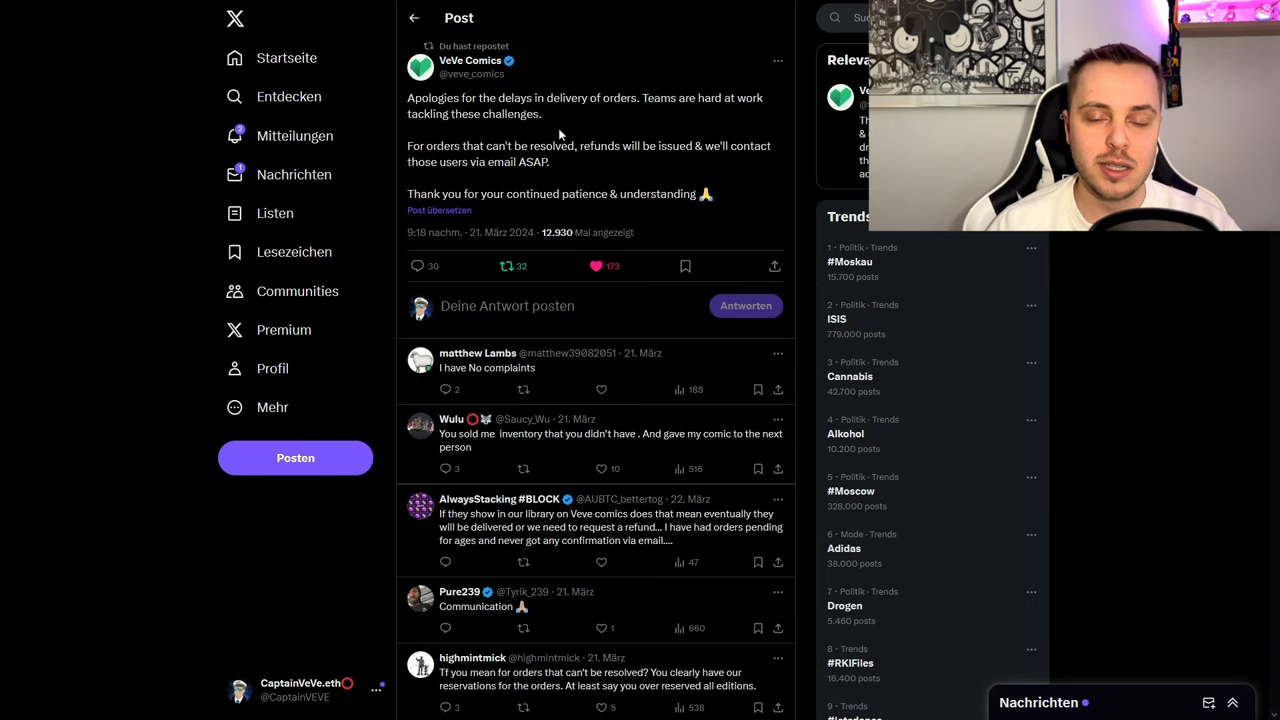 Startseite
Entdecken
2
Mitteilungen
1
Nachrichten
Listen
Lesezeichen
Communities
Premium
Profil
Mehr
Posten
CaptainVeVe.eth⭕
@CaptainVEVE
Post
Du hast repostet
VeVe Comics
@veve_comics
Apologies for the delays in delivery of orders. Teams are hard at work
tackling these challenges.
For orders that can't be resolved, refunds will be issued & we'll contact
those users via email ASAP.
Thank you for your continued patience & understanding 🙏
Post übersetzen
9:18 nachm. · 21. März 2024 · 12.930 Mal angezeigt
30
32
173
Deine Antwort posten
Antworten
matthew Lambs @matthew39082051 · 21. März
I have No complaints
2
188
Wulu ⭕🐺 @Saucy_Wu · 21. März
You sold me inventory that you didn't have . And gave my comic to the next
person
3
10
516
AlwaysStacking #BLOCK @AUBTC_bettertog · 22. März
If they show in our library on Veve comics does that mean eventually they
will be delivered or we need to request a refund... I have had orders pending
for ages and never got any confirmation via email....
47
Pure239 @Tyrik_239 · 21. März
Communication 🙏🏼
1
660
highmintmick @highmintmick · 21. März
Tf you mean for orders that can't be resolved? You clearly have our
reservations for the orders. At least say you over reserved all editions.
3
5
538
Trends
1 · Politik · Trends
#Moskau
15.700 posts
2 · Politik · Trends
ISIS
779.000 posts
3 · Politik · Trends
Cannabis
42.700 posts
4 · Politik · Trends
Alkohol
10.200 posts
5 · Politik · Trends
#Moscow
328.000 posts
6 · Mode · Trends
Adidas
38.000 posts
7 · Politik · Trends
Drogen
5.460 posts
8 · Trends
#RKIFiles
16.400 posts
9 · Trends
Nachrichten